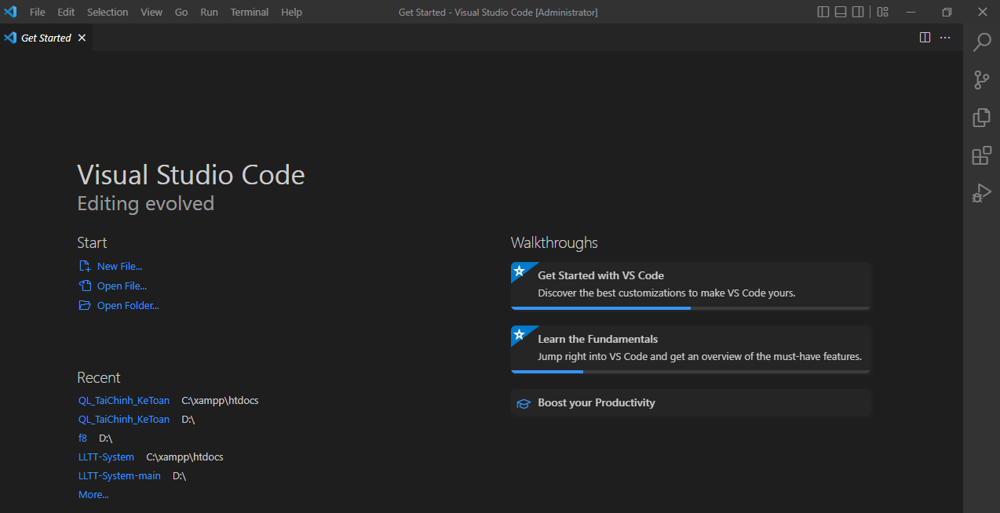 File Edit Selection View Go Run Terminal Help Get Started - Visual Studio Code [Administrator]
Get Started
Visual Studio Code
Editing evolved
Start
New File...
Open File...
Open Folder...
Recent
QL_TaiChinh_KeToan C:\xampp\htdocs
QL_TaiChinh_KeToan D:\
f8 D:\
LLTT-System C:\xampp\htdocs
LLTT-System-main D:\
More...
Walkthroughs
Get Started with VS Code
Discover the best customizations to make VS Code yours.
Learn the Fundamentals
Jump right into VS Code and get an overview of the must-have features.
Boost your Productivity